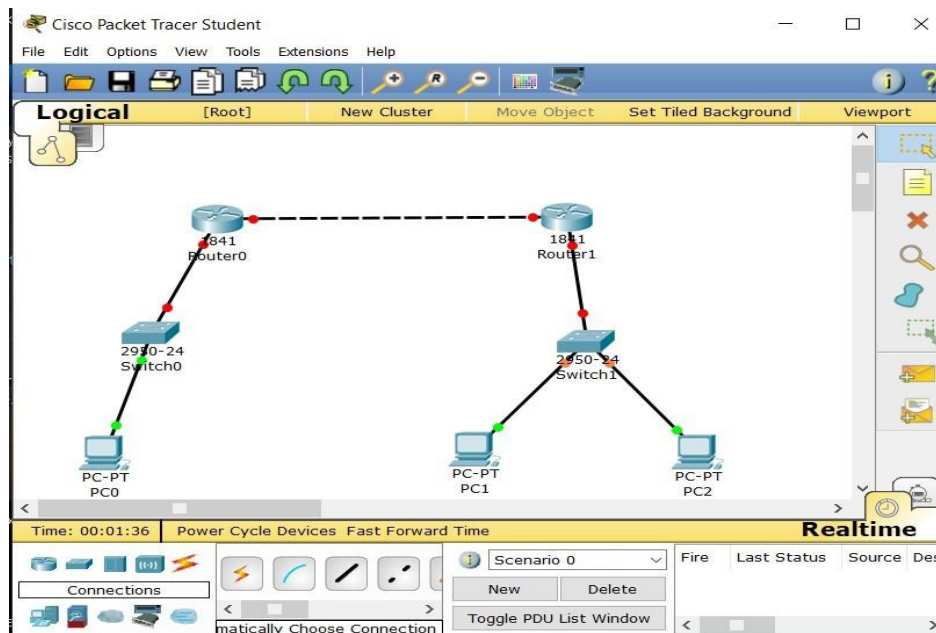 Cisco Packet Tracer Student
File Edit Options View Tools Extensions Help
Logical [Root] New Cluster Move Object Set Tiled Background Viewport
1841
Router0
1841
Router1
2950-24
Switch0
2950-24
Switch1
PC-PT
PC0
PC-PT
PC1
PC-PT
PC2
Time: 00:01:36 Power Cycle Devices Fast Forward Time Realtime
Connections
matically Choose Connection
Scenario 0
New Delete
Toggle PDU List Window
Fire Last Status Source Des